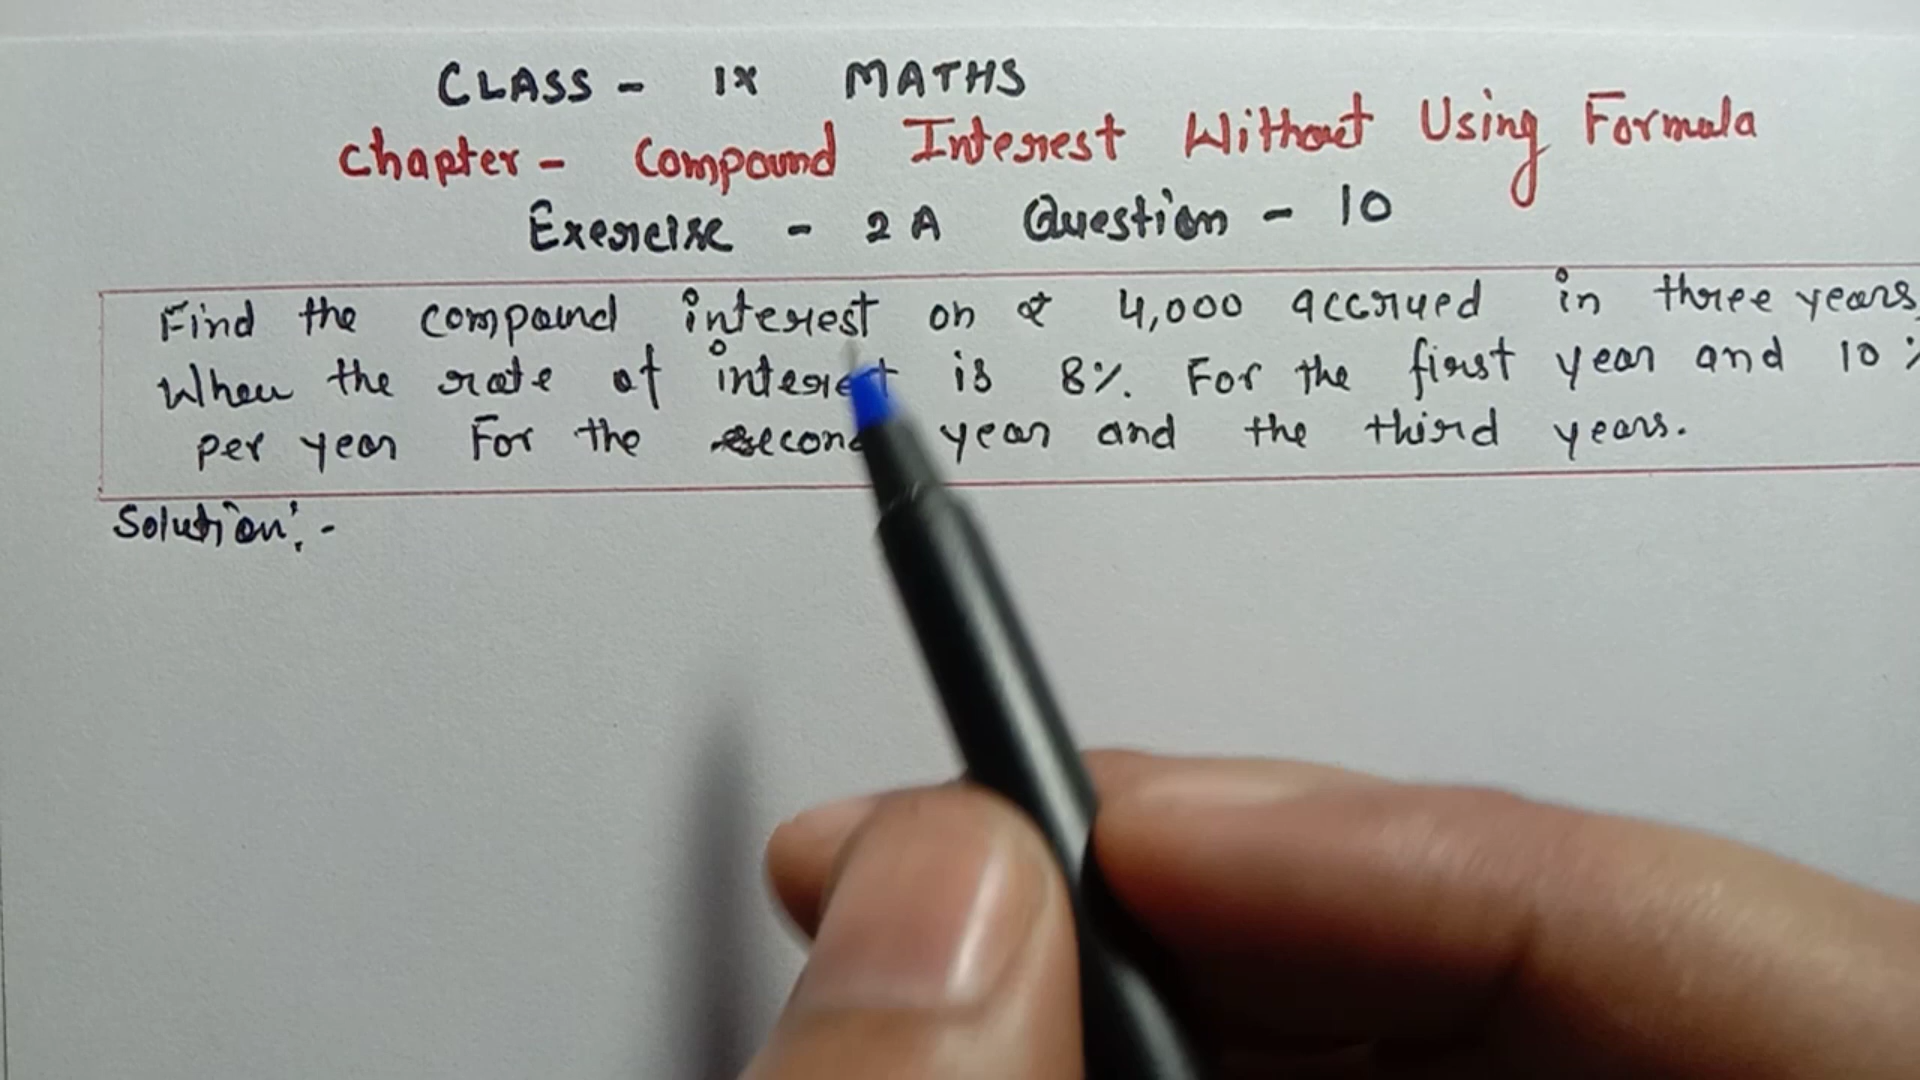 CLASS - IX MATHS
Chapter - Compound Interest Without Using Formula
Exercise - 2A Question - 10
Find the compound interest on ₹ 4,000 accrued in three years,
When the rate of interest is 8%. For the first year and 10%
per year For the second year and the third years.
Solution:-